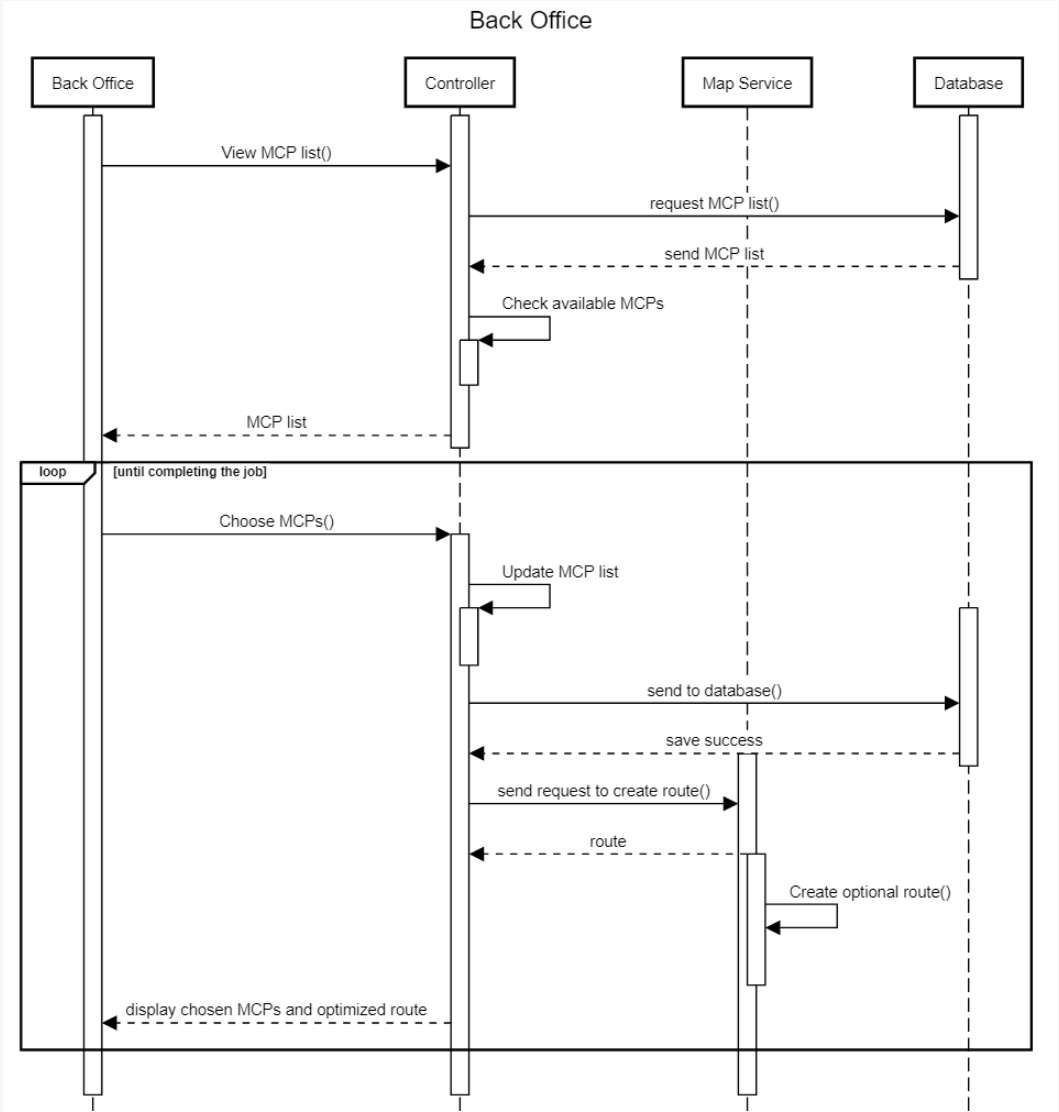 Back Office
Back Office
Controller
Map Service
Database
View MCP list()
request MCP list()
send MCP list
Check available MCPs
MCP list
loop
[until completing the job]
Choose MCPs()
Update MCP list
send to database()
save success
send request to create route()
route
Create optional route()
display chosen MCPs and optimized route